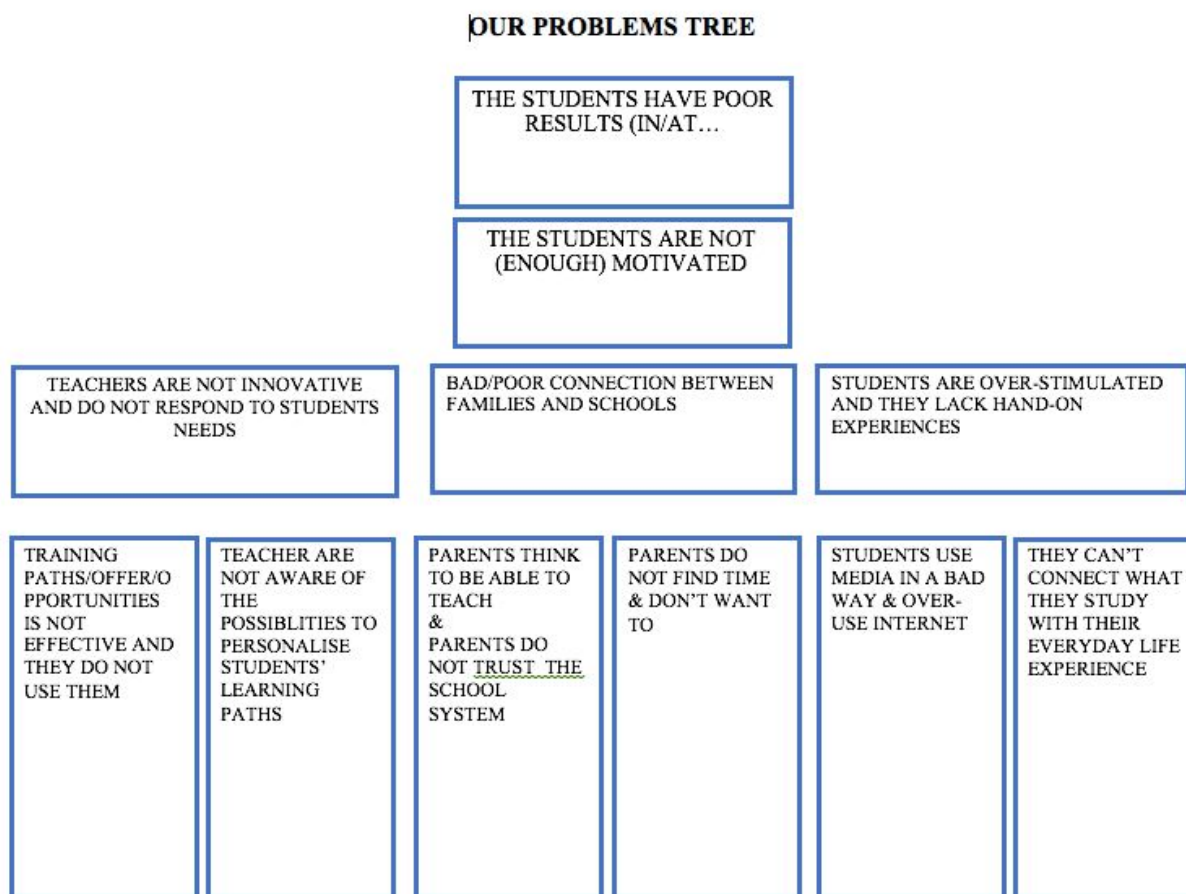 OUR PROBLEMS TREE
THE STUDENTS HAVE POOR
RESULTS (IN/AT…
THE STUDENTS ARE NOT
(ENOUGH) MOTIVATED
TEACHERS ARE NOT INNOVATIVE
AND DO NOT RESPOND TO STUDENTS
NEEDS
BAD/POOR CONNECTION BETWEEN
FAMILIES AND SCHOOLS
STUDENTS ARE OVER-STIMULATED
AND THEY LACK HAND-ON
EXPERIENCES
TRAINING
PATHS/OFFER/O
PPORTUNITIES
IS NOT
EFFECTIVE AND
THEY DO NOT
USE THEM
TEACHER ARE
NOT AWARE OF
THE
POSSIBLITIES TO
PERSONALISE
STUDENTS’
LEARNING
PATHS
PARENTS THINK
TO BE ABLE TO
TEACH
&
PARENTS DO
NOT TRUST THE
SCHOOL
SYSTEM
PARENTS DO
NOT FIND TIME
& DON’T WANT
TO
STUDENTS USE
MEDIA IN A BAD
WAY & OVER-
USE INTERNET
THEY CAN’T
CONNECT WHAT
THEY STUDY
WITH THEIR
EVERYDAY LIFE
EXPERIENCE